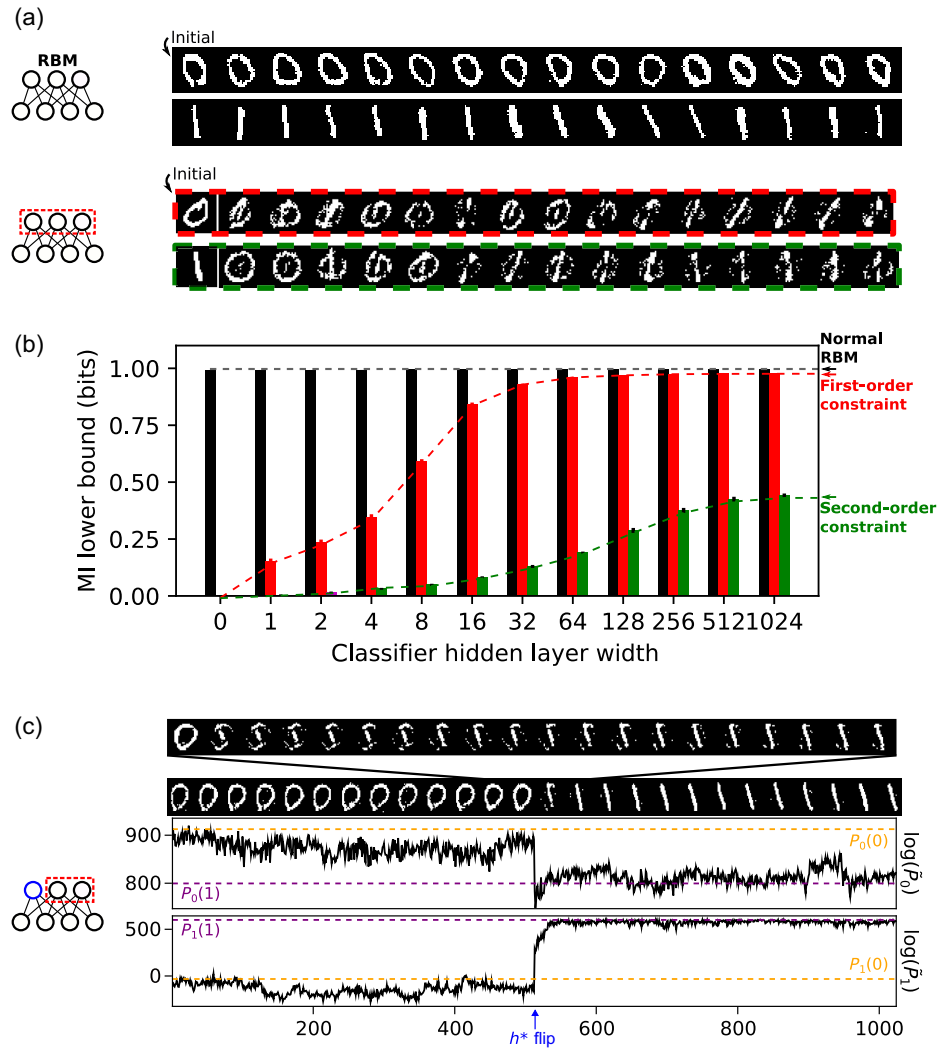 (a)
Initial
RBM
Initial
(b)
MI lower bound (bits)
1.00
0.75
0.50
0.25
0.00
0 1 2 4 8 16 32 64 128 256 512 1024
Classifier hidden layer width
Normal
RBM
First-order
constraint
Second-order
constraint
(c)
900
800
P₀(0)
P₀(1)
log(P̃₀)
500
0
P₁(1)
P₁(0)
log(P̃₁)
200 400 600 800 1000
h* flip